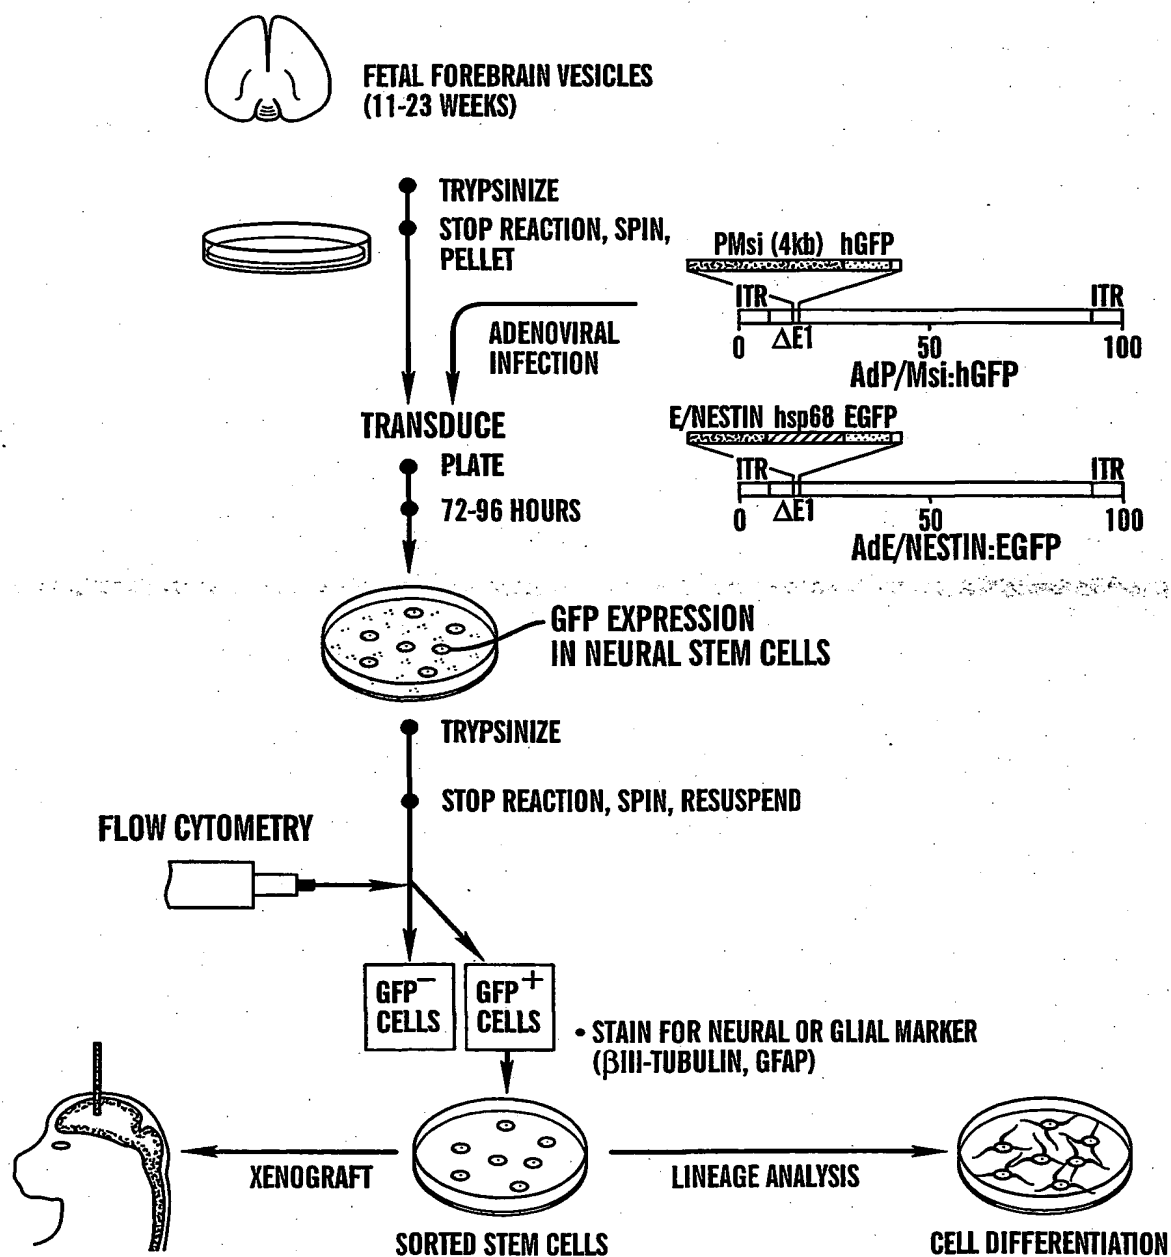 FETAL FOREBRAIN VESICLES
(11-23 WEEKS)
TRYPSINIZE
STOP REACTION, SPIN,
PELLET
PMsi (4kb) hGFP
ITR ITR
ADENOVIRAL
INFECTION
0 ΔE1 50 100
AdP/Msi:hGFP
TRANSDUCE
E/NESTIN hsp68 EGFP
PLATE
ITR ITR
72-96 HOURS
0 ΔE1 50 100
AdE/NESTIN:EGFP
GFP EXPRESSION
IN NEURAL STEM CELLS
TRYPSINIZE
STOP REACTION, SPIN, RESUSPEND
FLOW CYTOMETRY
GFP−
CELLS
GFP+
CELLS
• STAIN FOR NEURAL OR GLIAL MARKER
(βIII-TUBULIN, GFAP)
XENOGRAFT
LINEAGE ANALYSIS
SORTED STEM CELLS
CELL DIFFERENTIATION